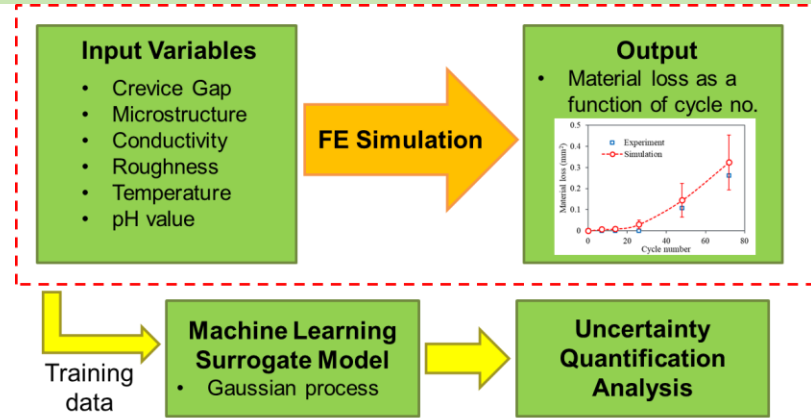 Input Variables
• Crevice Gap
• Microstructure
• Conductivity
• Roughness
• Temperature
• pH value
FE Simulation
Output
• Material loss as a
function of cycle no.
Material loss (mm³)
0.5
0.4
0.3
0.2
0.1
0
Experiment
Simulation
0
20
40
60
80
Cycle number
Training
data
Machine Learning
Surrogate Model
• Gaussian process
Uncertainty
Quantification
Analysis